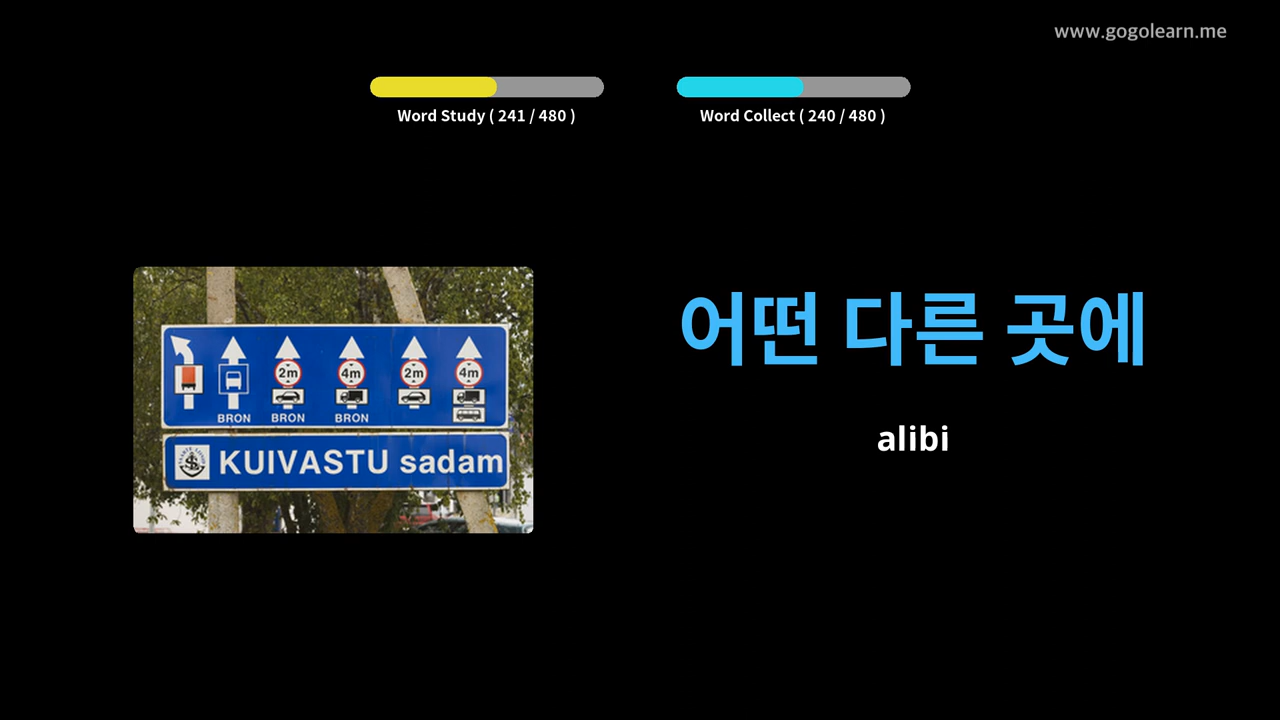 www.gogolearn.me
Word Study ( 241 / 480 )
Word Collect ( 240 / 480 )
어떤 다른 곳에
alibi
2m 4m 2m 4m
BRON BRON BRON
KUIVASTU sadam